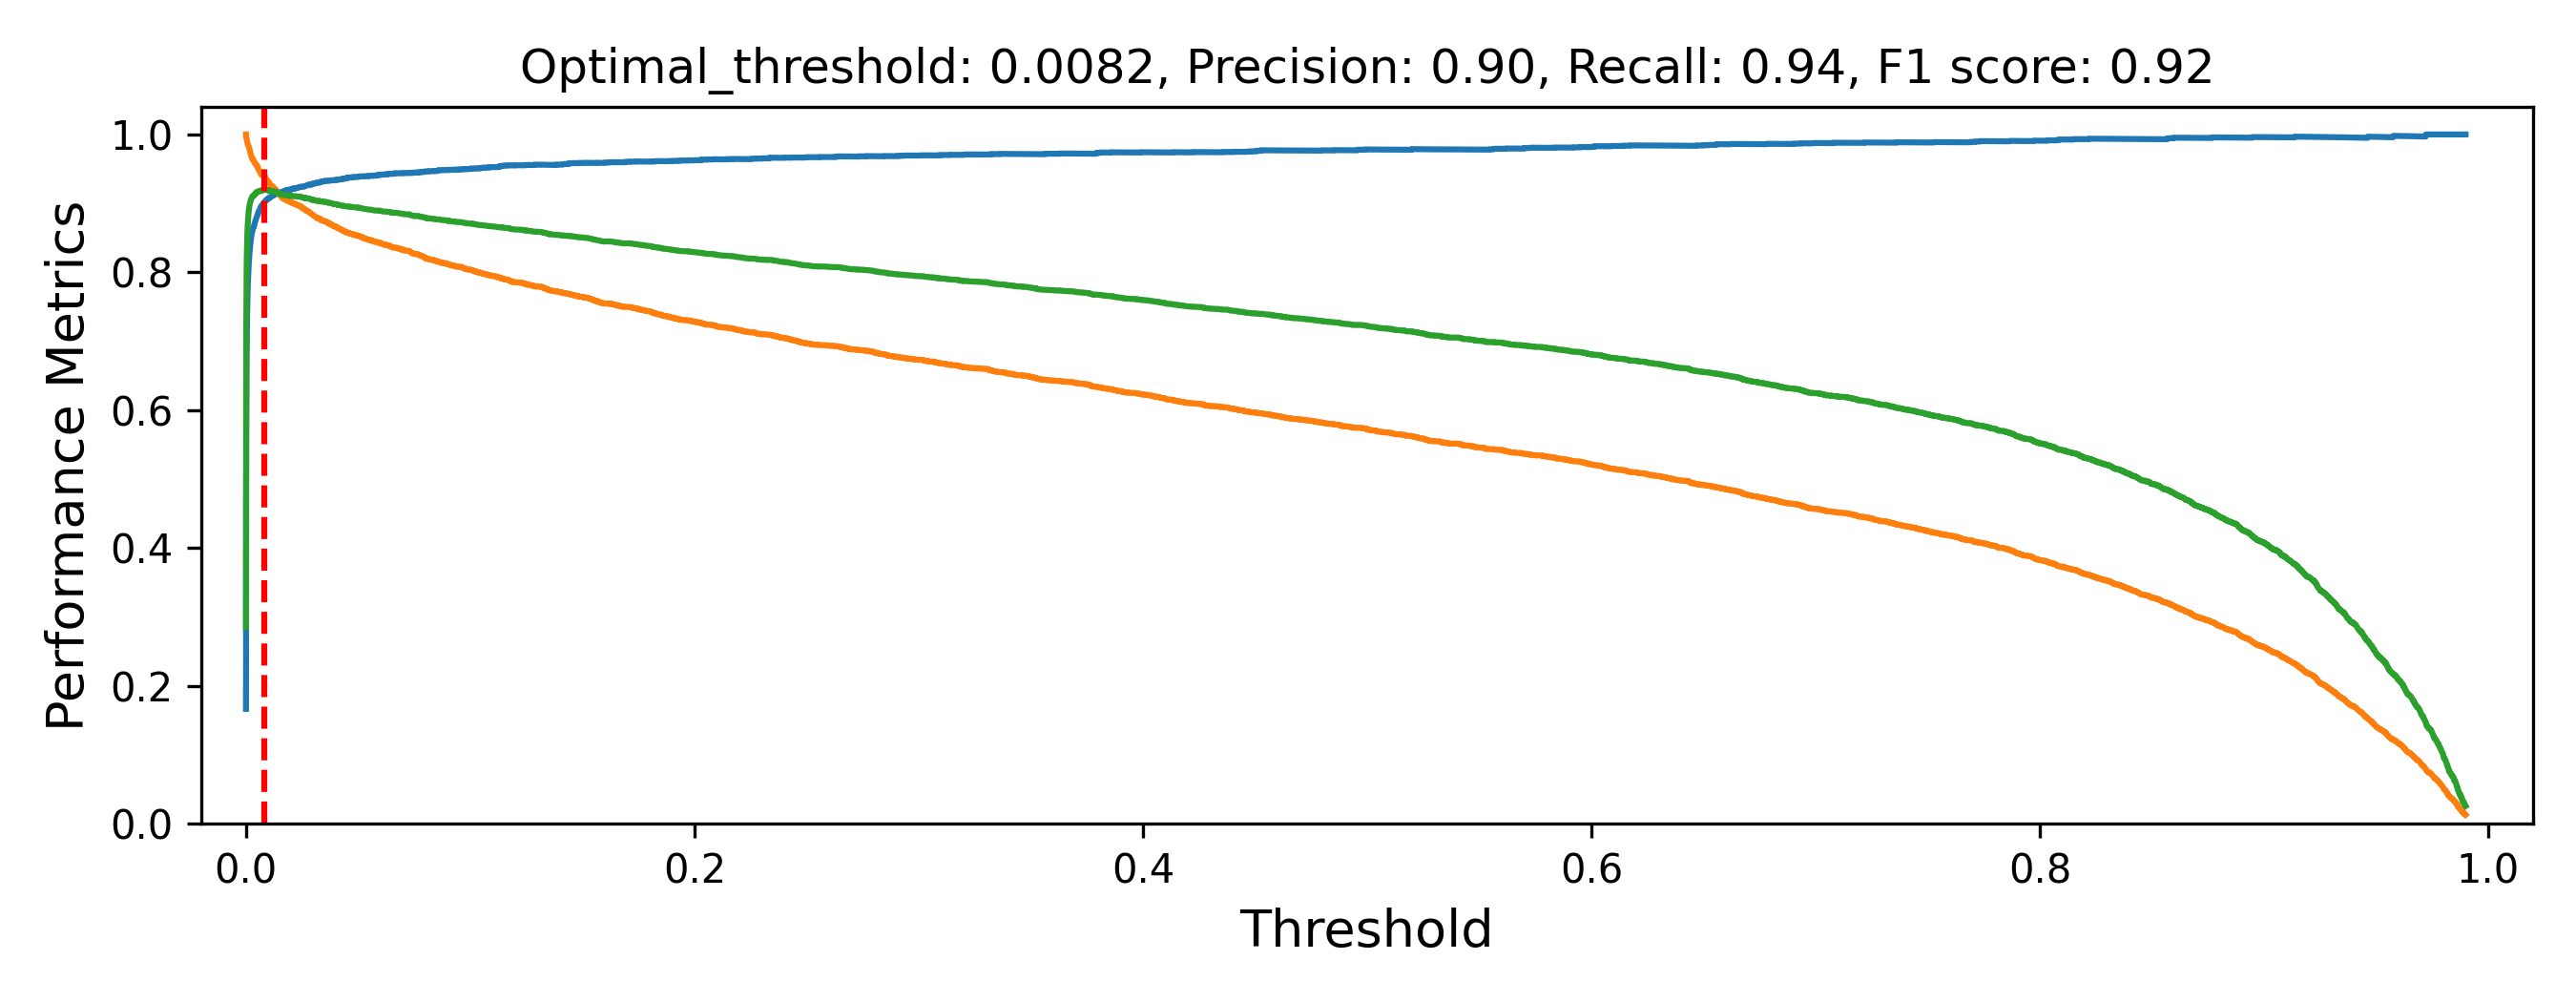 Optimal_threshold: 0.0082, Precision: 0.90, Recall: 0.94, F1 score: 0.92
Performance Metrics
1.0
0.8
0.6
0.4
0.2
0.0
0.0 0.2 0.4 0.6 0.8 1.0
Threshold